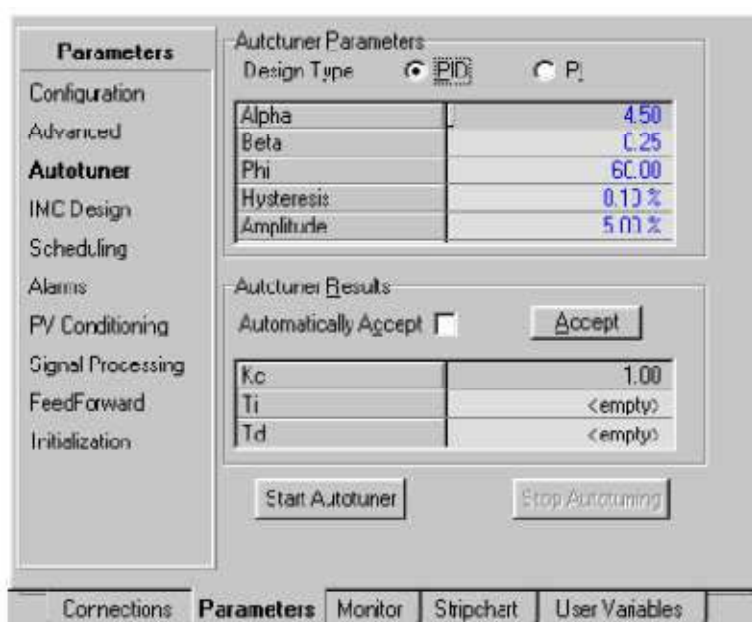 Parameters
Configuration
Advanced
Autotuner
IMC Design
Scheduling
Alarms
PV Conditioning
Signal Processing
FeedForward
Initialization
Autotuner Parameters
Design Type PID PI
Alpha 4.50
Beta 0.25
Phi 60.00
Hysteresis 0.10 %
Amplitude 5.00 %
Autotuner Results
Automatically Accept Accept
Kc 1.00
Ti <empty>
Td <empty>
Start Autotuner Stop Autotuning
Connections Parameters Monitor Stripchart User Variables